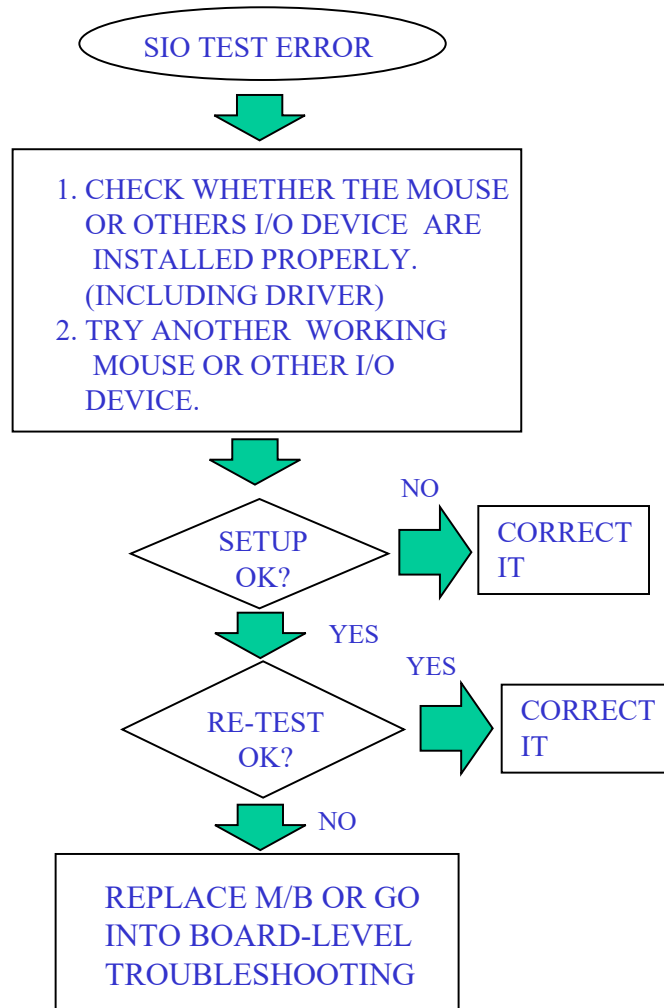 SIO TEST ERROR
1. CHECK WHETHER THE MOUSE
OR OTHERS I/O DEVICE ARE
INSTALLED PROPERLY.
(INCLUDING DRIVER)
2. TRY ANOTHER WORKING
MOUSE OR OTHER I/O
DEVICE.
SETUP
OK?
NO
CORRECT
IT
YES
RE-TEST
OK?
YES
CORRECT
IT
NO
REPLACE M/B OR GO
INTO BOARD-LEVEL
TROUBLESHOOTING